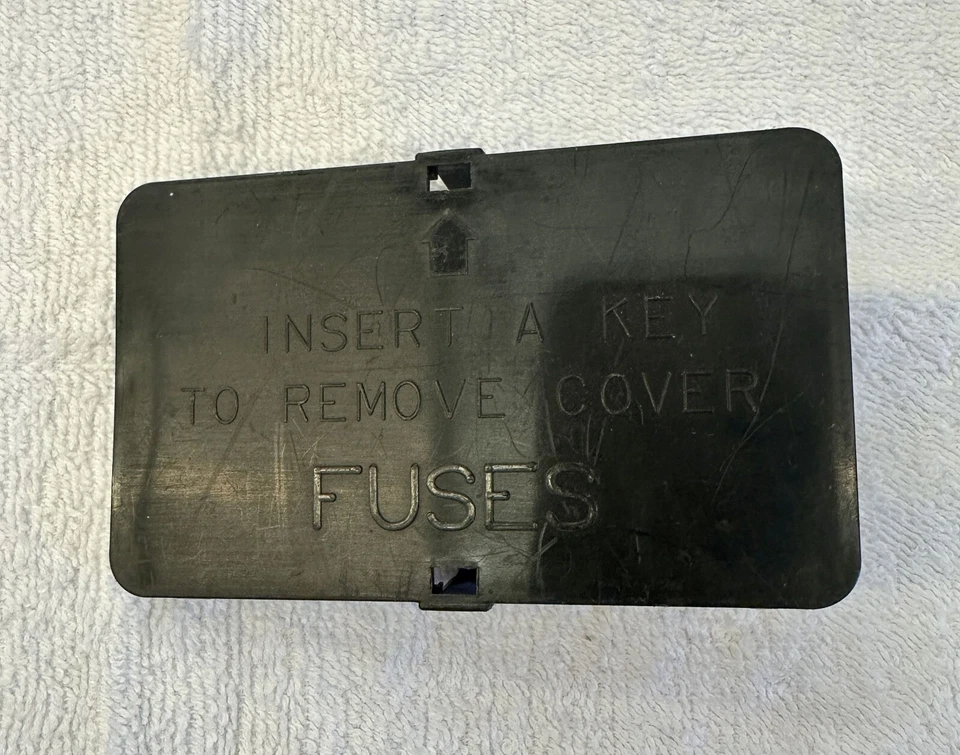 INSERT A KEY
TO REMOVE COVER
FUSES